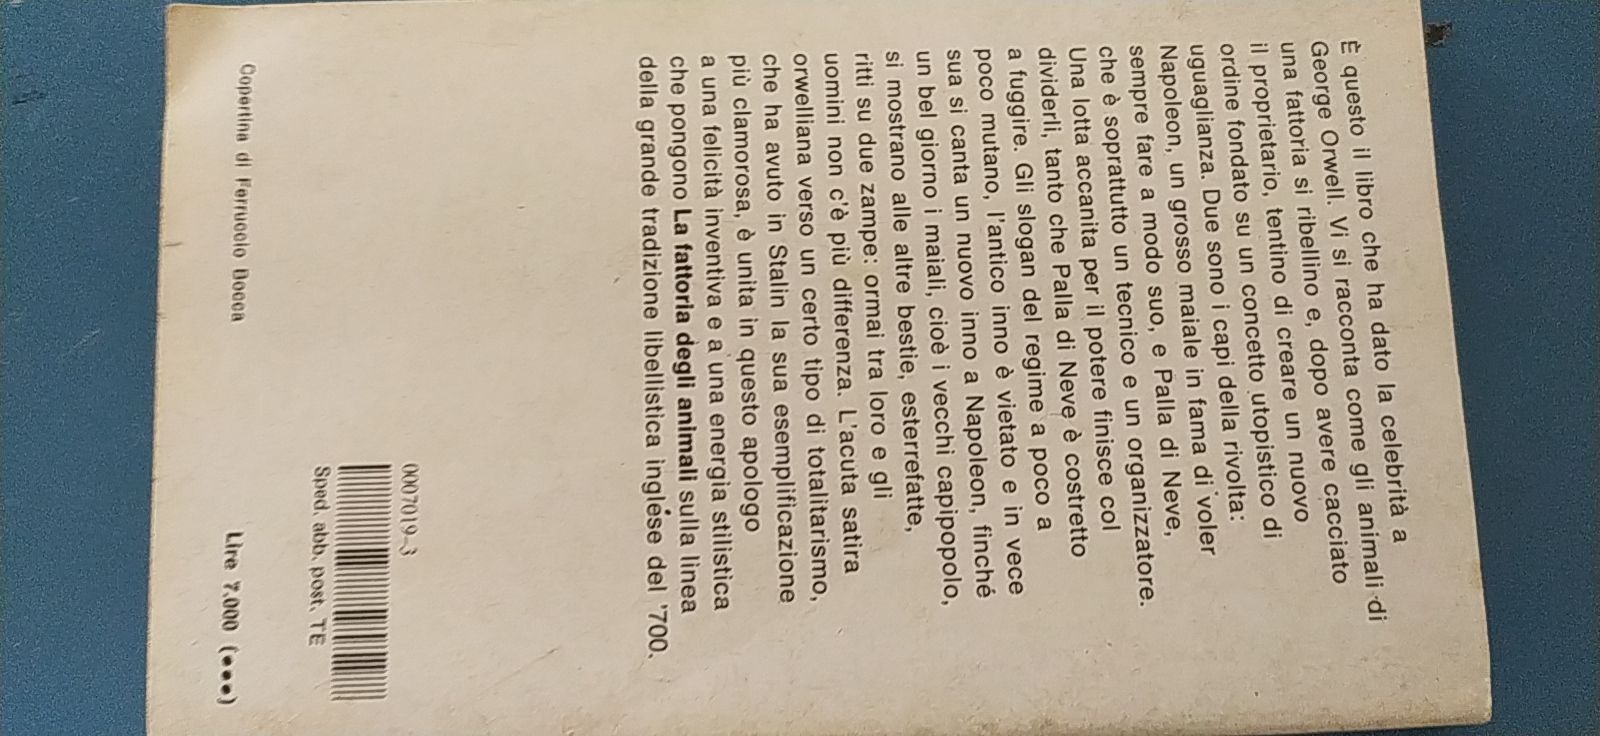 È questo il libro che ha dato la celebrità a
George Orwell. Vi si racconta come gli animali di
una fattoria si ribellino e, dopo avere cacciato
il proprietario, tentino di creare un nuovo
ordine fondato su un concetto utopistico di
uguaglianza. Due sono i capi della rivolta:
Napoleon, un grosso maiale in fama di voler
sempre fare a modo suo, e Palla di Neve,
che è soprattutto un tecnico e un organizzatore.
Una lotta accanita per il potere finisce col
dividerli, tanto che Palla di Neve è costretto
a fuggire. Gli slogan del regime a poco a
poco mutano, l'antico inno è vietato e in vece
sua si canta un nuovo inno a Napoleon, finché
un bel giorno i maiali, cioè i vecchi capipopolo,
si mostrano alle altre bestie, esterrefatte,
ritti su due zampe: ormai tra loro e gli
uomini non c'è più differenza. L'acuta satira
orwelliana verso un certo tipo di totalitarismo,
che ha avuto in Stalin la sua esemplificazione
più clamorosa, è unita in questo apologo
a una felicità inventiva e a una energia stilistica
che pongono La fattoria degli animali sulla linea
della grande tradizione libellistica inglese del '700.
0007019-3
Sped. abb. post. TE
Copertina di Ferruccio Bocca
Lire 7.000 (•••)